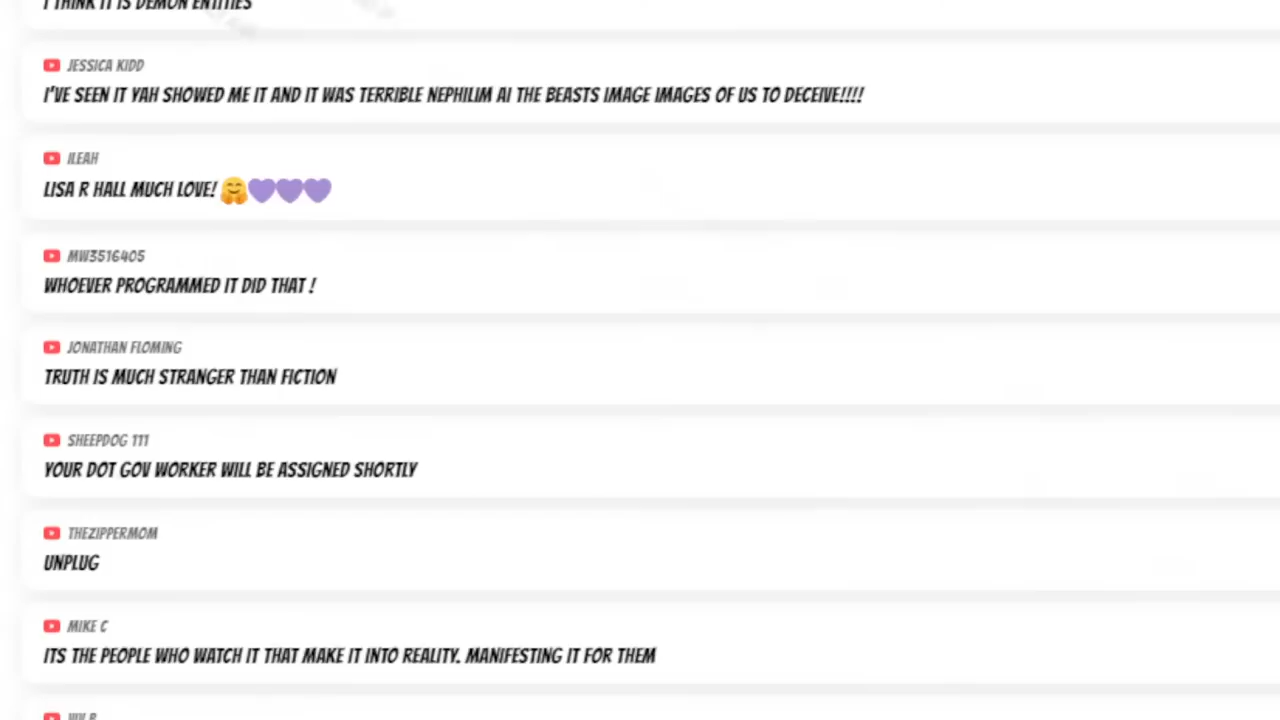 I THINK IT IS DEMON ENTITIES
JESSICA KIDD
I'VE SEEN IT YAH SHOWED ME IT AND IT WAS TERRIBLE NEPHILIM AI THE BEASTS IMAGE IMAGES OF US TO DECEIVE!!!!
ILEAH
LISA R HALL MUCH LOVE! 🤗💜💜💜
MW3516405
WHOEVER PROGRAMMED IT DID THAT !
JONATHAN FLOMING
TRUTH IS MUCH STRANGER THAN FICTION
SHEEPDOG 111
YOUR DOT GOV WORKER WILL BE ASSIGNED SHORTLY
THEZIPPERMOM
UNPLUG
MIKE C
ITS THE PEOPLE WHO WATCH IT THAT MAKE IT INTO REALITY. MANIFESTING IT FOR THEM